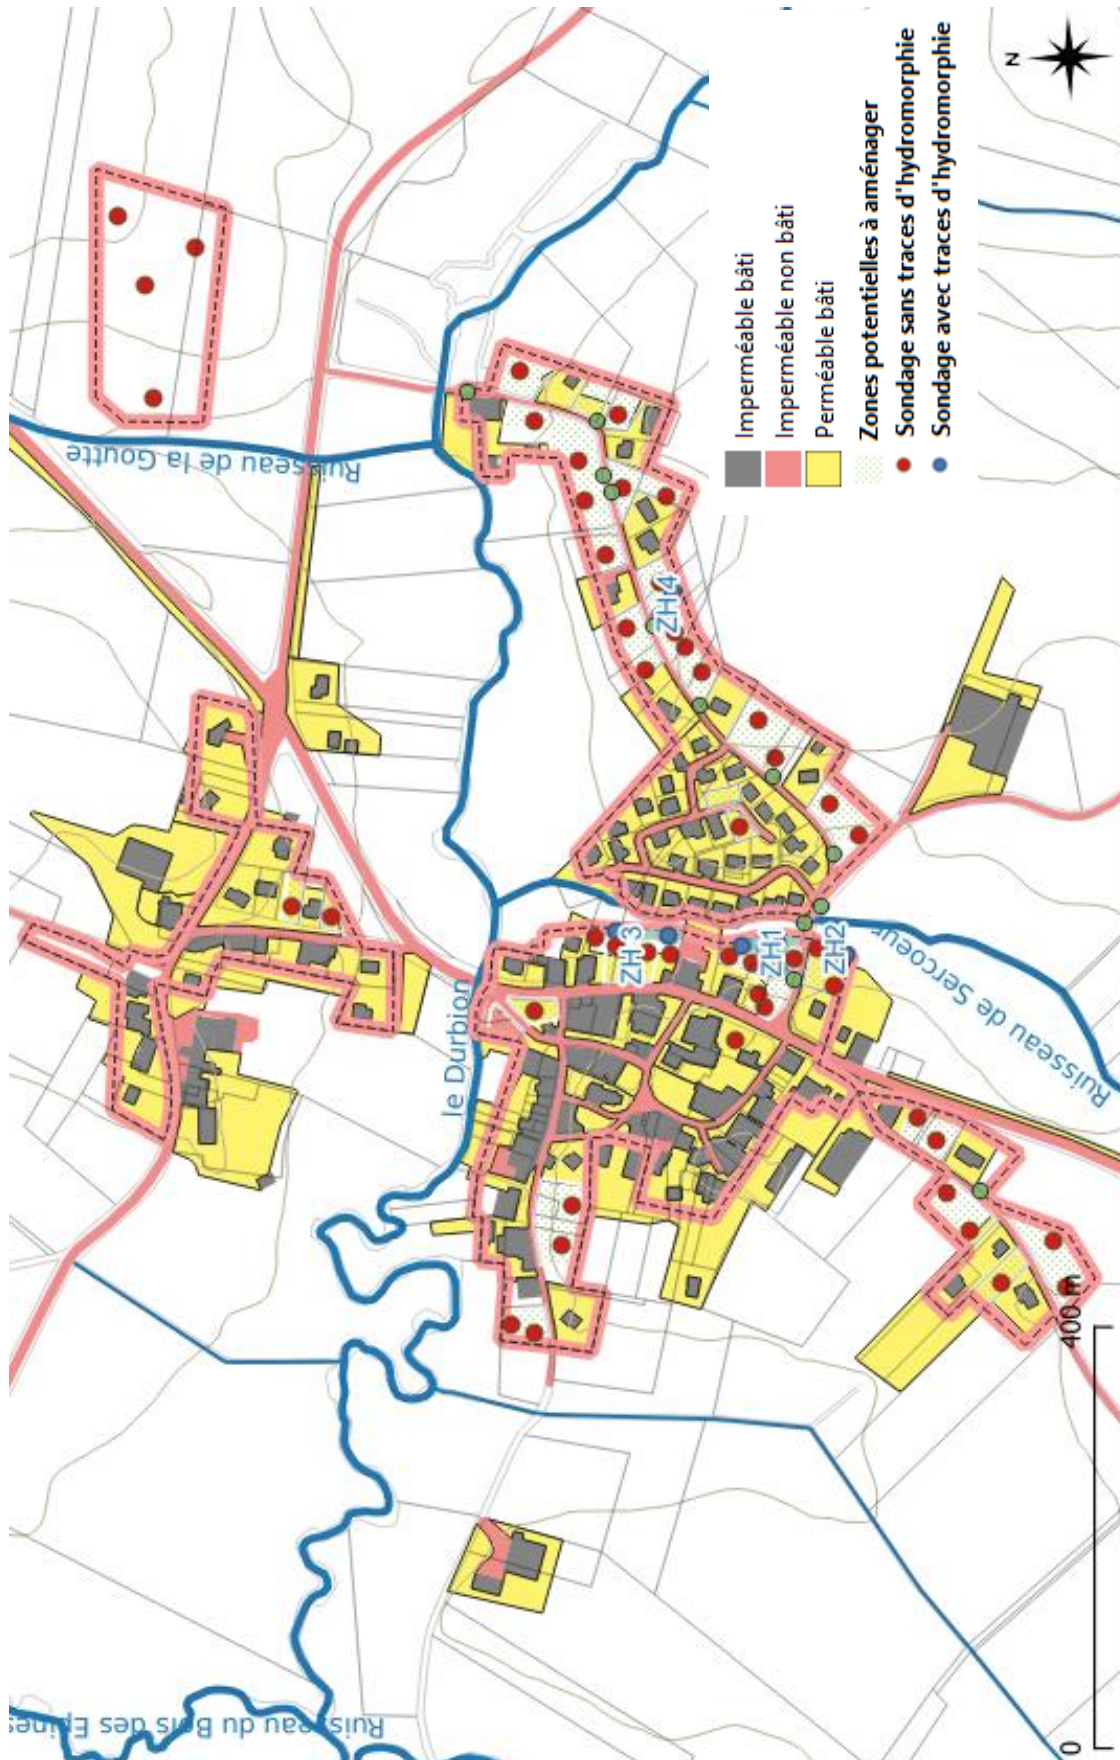 N
Imperméable bâti
Imperméable non bâti
Perméable bâti
Zones potentielles à aménager
Sondage sans traces d'hydromorphie
Sondage avec traces d'hydromorphie
Ruisseau de la Goutte
le Durbion
Ruisseau de Sercoeur
Ruisseau du Bois des Epines
ZH4
ZH3
ZH1
ZH2
0
400 m